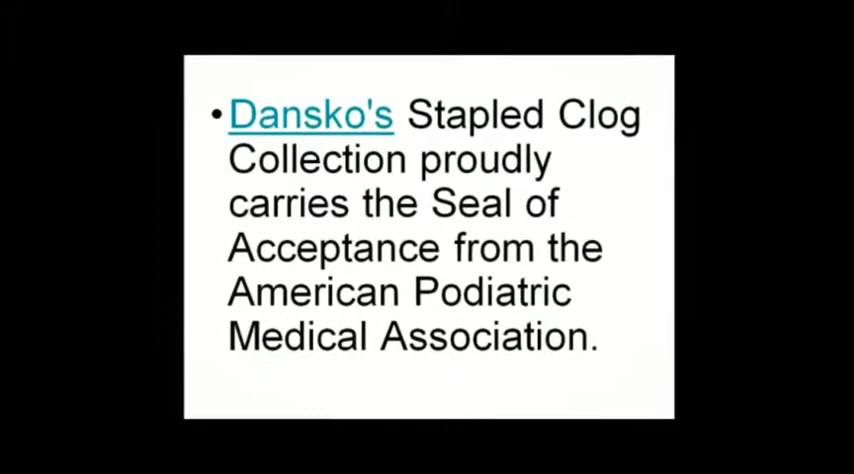 • Dansko's Stapled Clog
Collection proudly
carries the Seal of
Acceptance from the
American Podiatric
Medical Association.